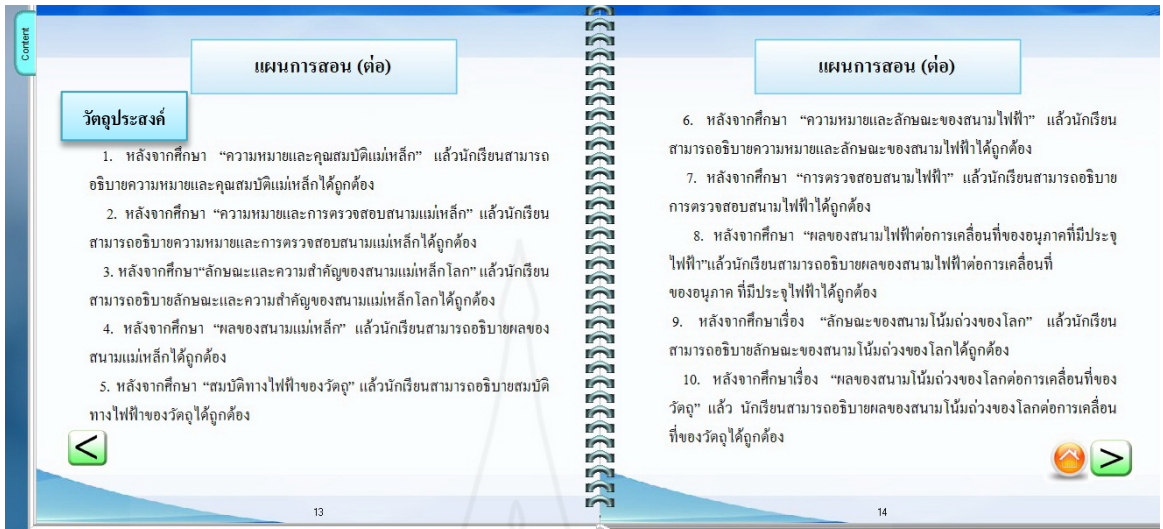 Content
แผนการสอน (ต่อ)
วัตถุประสงค์
1. หลังจากศึกษา “ความหมายและคุณสมบัติแม่เหล็ก” แล้วนักเรียนสามารถ
อธิบายความหมายและคุณสมบัติแม่เหล็กได้ถูกต้อง
2. หลังจากศึกษา “ความหมายและการตรวจสอบสนามแม่เหล็ก” แล้วนักเรียน
สามารถอธิบายความหมายและการตรวจสอบสนามแม่เหล็กได้ถูกต้อง
3. หลังจากศึกษา“ลักษณะและความสำคัญของสนามแม่เหล็กโลก” แล้วนักเรียน
สามารถอธิบายลักษณะและความสำคัญของสนามแม่เหล็กโลกได้ถูกต้อง
4. หลังจากศึกษา “ผลของสนามแม่เหล็ก” แล้วนักเรียนสามารถอธิบายผลของ
สนามแม่เหล็กได้ถูกต้อง
5. หลังจากศึกษา “สมบัติทางไฟฟ้าของวัตถุ” แล้วนักเรียนสามารถอธิบายสมบัติ
ทางไฟฟ้าของวัตถุได้ถูกต้อง
13
แผนการสอน (ต่อ)
6. หลังจากศึกษา “ความหมายและลักษณะของสนามไฟฟ้า” แล้วนักเรียน
สามารถอธิบายความหมายและลักษณะของสนามไฟฟ้าได้ถูกต้อง
7. หลังจากศึกษา “การตรวจสอบสนามไฟฟ้า” แล้วนักเรียนสามารถอธิบาย
การตรวจสอบสนามไฟฟ้าได้ถูกต้อง
8. หลังจากศึกษา “ผลของสนามไฟฟ้าต่อการเคลื่อนที่ของอนุภาคที่มีประจุ
ไฟฟ้า”แล้วนักเรียนสามารถอธิบายผลของสนามไฟฟ้าต่อการเคลื่อนที่
ของอนุภาค ที่มีประจุไฟฟ้าได้ถูกต้อง
9. หลังจากศึกษาเรื่อง “ลักษณะของสนามโน้มถ่วงของโลก” แล้วนักเรียน
สามารถอธิบายลักษณะของสนามโน้มถ่วงของโลกได้ถูกต้อง
10. หลังจากศึกษาเรื่อง “ผลของสนามโน้มถ่วงของโลกต่อการเคลื่อนที่ของ
วัตถุ” แล้ว นักเรียนสามารถอธิบายผลของสนามโน้มถ่วงของโลกต่อการเคลื่อน
ที่ของวัตถุได้ถูกต้อง
14